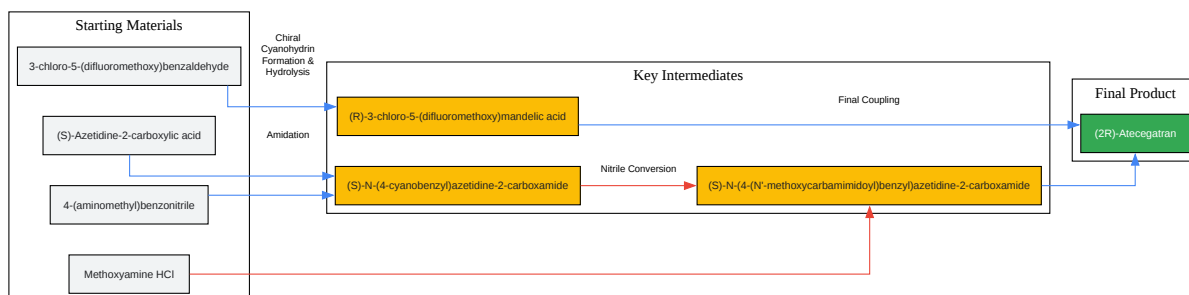 Starting Materials
3-chloro-5-(difluoromethoxy)benzaldehyde
(S)-Azetidine-2-carboxylic acid
4-(aminomethyl)benzonitrile
Methoxyamine HCl
Chiral
Cyanohydrin
Formation &
Hydrolysis
Amidation
Key Intermediates
(R)-3-chloro-5-(difluoromethoxy)mandelic acid
(S)-N-(4-cyanobenzyl)azetidine-2-carboxamide
Nitrile Conversion
(S)-N-(4-(N'-methoxycarbamimidoyl)benzyl)azetidine-2-carboxamide
Final Coupling
Final Product
(2R)-Atecegatran